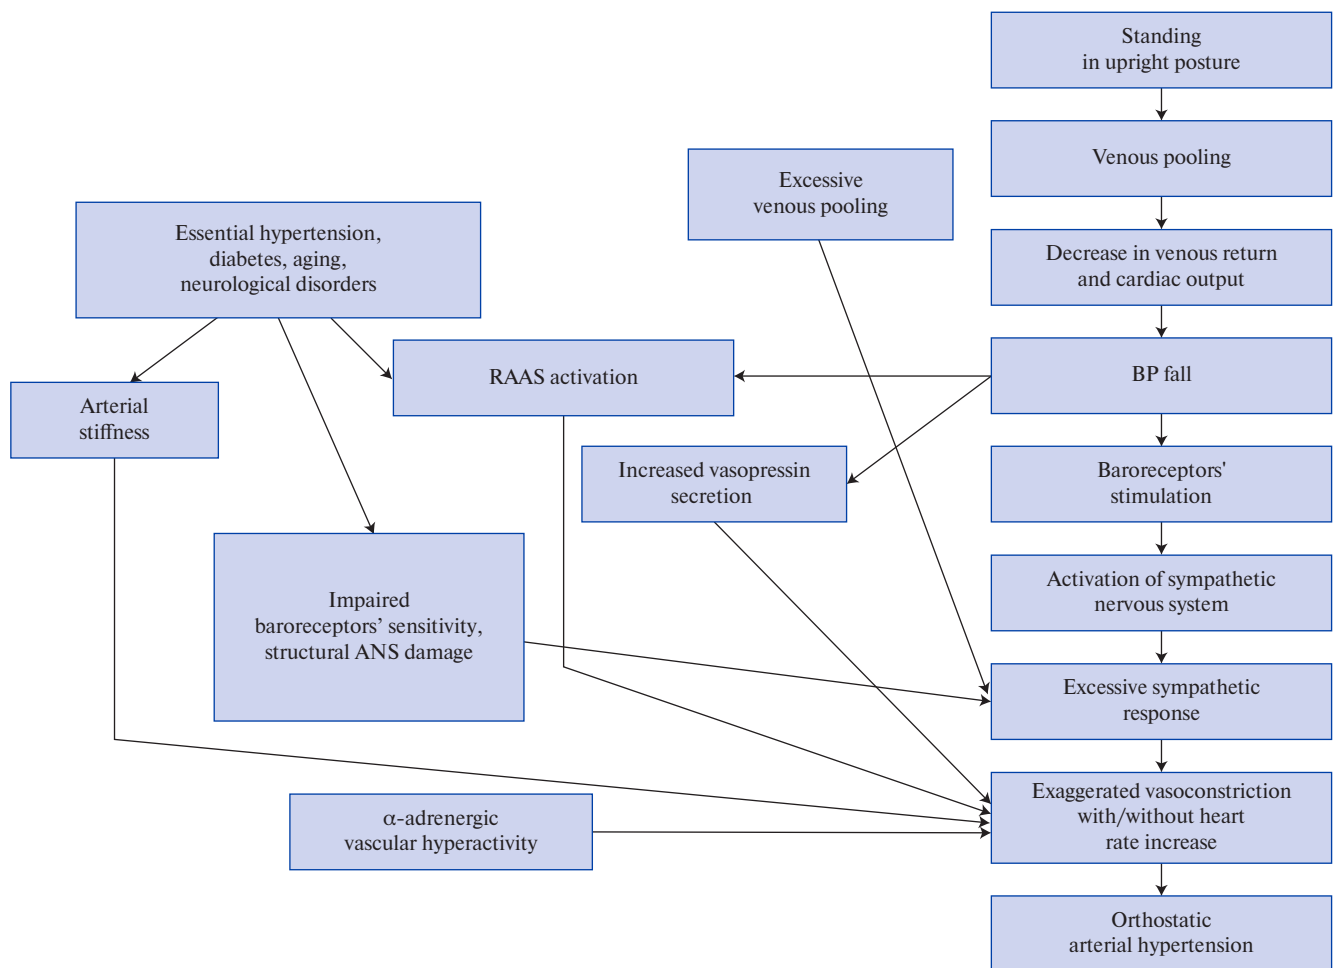 Standing
in upright posture
Venous pooling
Excessive
venous pooling
Essential hypertension,
diabetes, aging,
neurological disorders
Decrease in venous return
and cardiac output
RAAS activation
BP fall
Arterial
stiffness
Increased vasopressin
secretion
Baroreceptors'
stimulation
Impaired
baroreceptors’ sensitivity,
structural ANS damage
Activation of sympathetic
nervous system
Excessive sympathetic
response
α-adrenergic
vascular hyperactivity
Exaggerated vasoconstriction
with/without heart
rate increase
Orthostatic
arterial hypertension